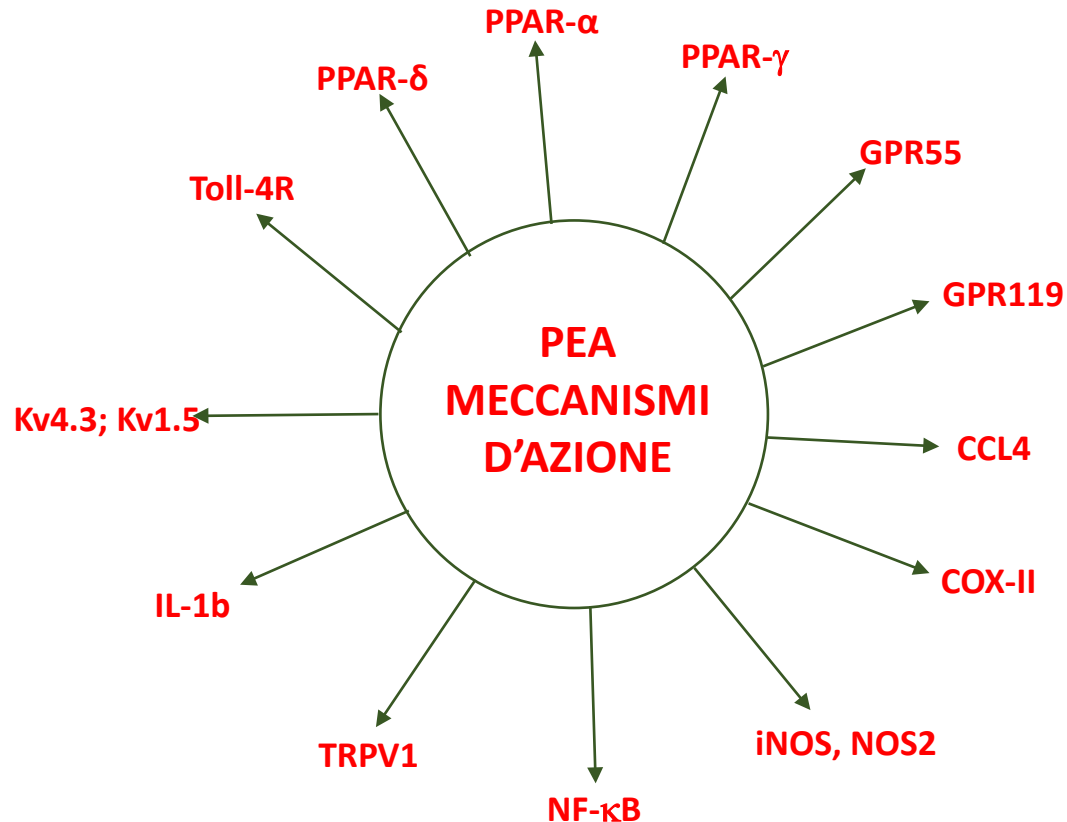 PPAR-α
PPAR-γ
PPAR-δ
GPR55
Toll-4R
GPR119
PEA
MECCANISMI
D’AZIONE
Kv4.3; Kv1.5
CCL4
COX-II
IL-1b
iNOS, NOS2
TRPV1
NF-κB